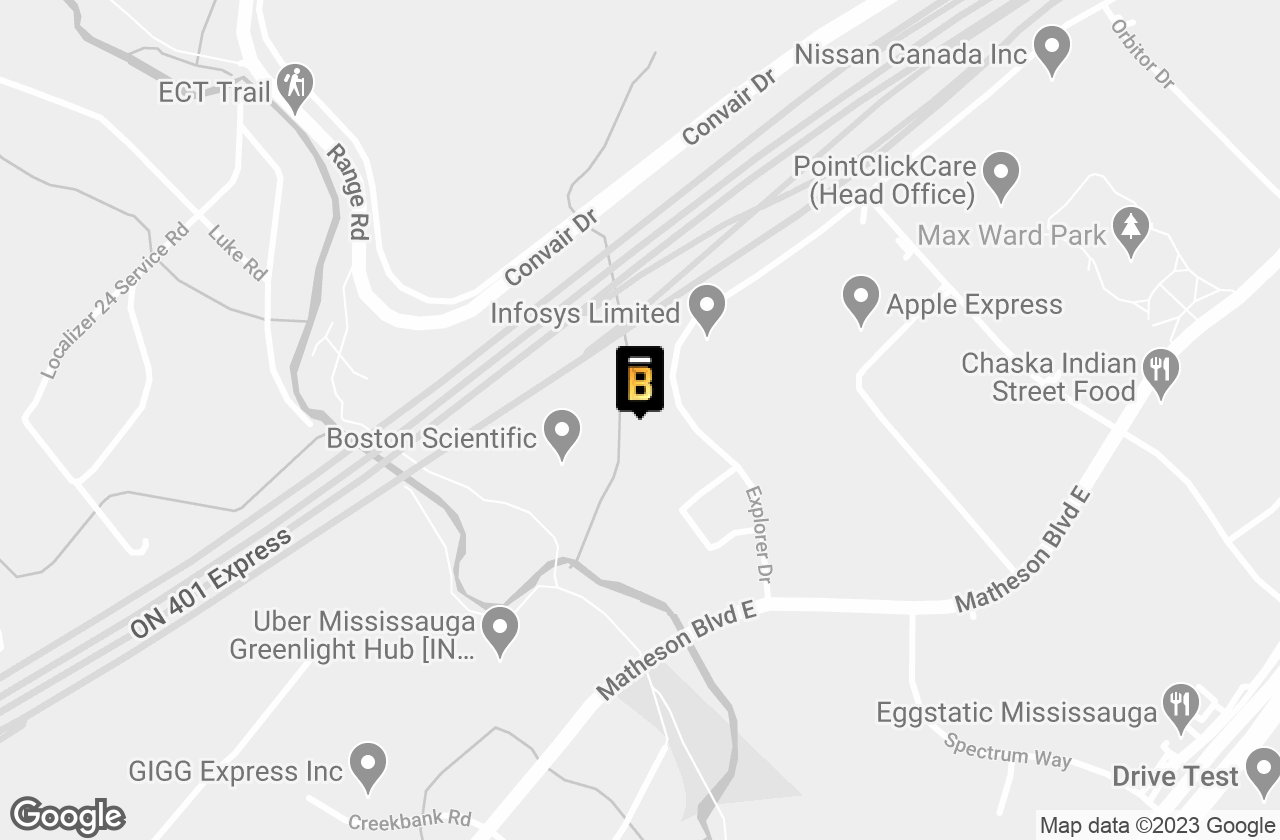 Nissan Canada Inc
Orbitor Dr
ECT Trail
Convair Dr
Range Rd
PointClickCare
(Head Office)
Max Ward Park
Localizer 24 Service Rd
Luke Rd
Convair Dr
Infosys Limited
Apple Express
Chaska Indian
Street Food
B
Boston Scientific
Explorer Dr
Matheson Blvd E
ON 401 Express
Uber Mississauga
Greenlight Hub [IN...
Matheson Blvd E
Eggstatic Mississauga
Spectrum Way
GIGG Express Inc
Drive Test
Creekbank Rd
Google
Map data ©2023 Google